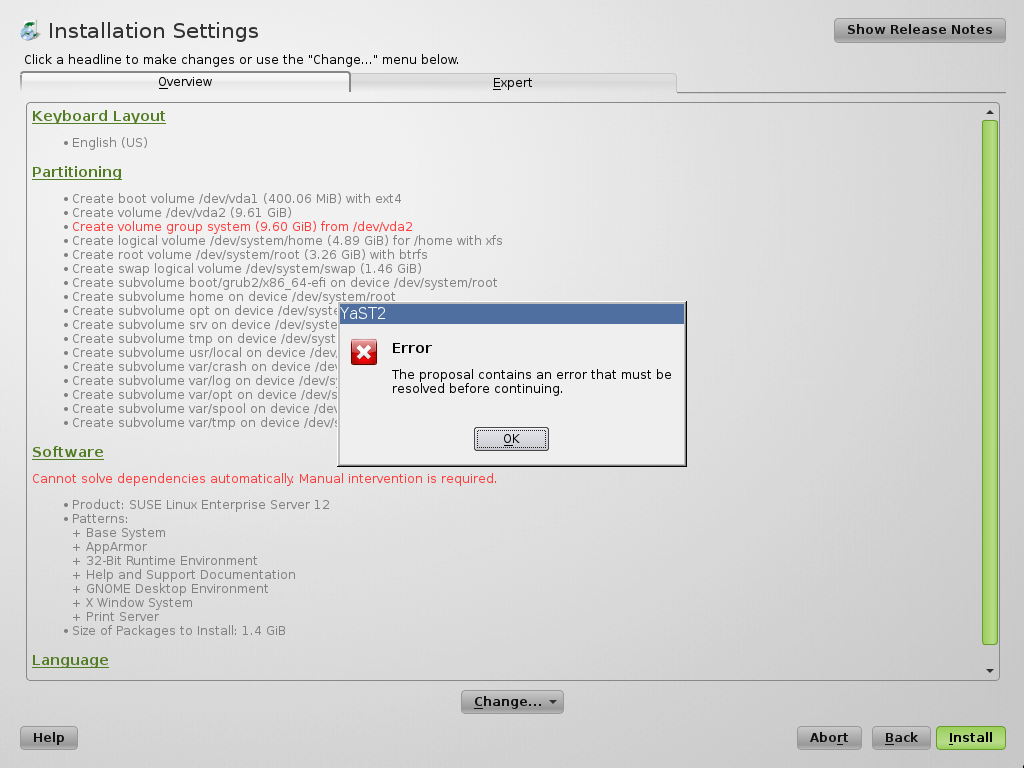 Installation Settings
Show Release Notes
Click a headline to make changes or use the "Change..." menu below.
Overview
Expert
Keyboard Layout
• English (US)
Partitioning
• Create boot volume /dev/vda1 (400.06 MiB) with ext4
• Create volume /dev/vda2 (9.61 GiB)
• Create volume group system (9.60 GiB) from /dev/vda2
• Create logical volume /dev/system/home (4.89 GiB) for /home with xfs
• Create root volume /dev/system/root (3.26 GiB) with btrfs
• Create swap logical volume /dev/system/swap (1.46 GiB)
• Create subvolume boot/grub2/x86_64-efi on device /dev/system/root
• Create subvolume home on device /dev/system/root
• Create subvolume opt on device /dev/syste
• Create subvolume srv on device /dev/syste
• Create subvolume tmp on device /dev/syst
• Create subvolume usr/local on device /dev/
• Create subvolume var/crash on device /dev/
• Create subvolume var/log on device /dev/sy
• Create subvolume var/opt on device /dev/s
• Create subvolume var/spool on device /dev
• Create subvolume var/tmp on device /dev/s
YaST2
Error
The proposal contains an error that must be
resolved before continuing.
OK
Software
Cannot solve dependencies automatically. Manual intervention is required.
• Product: SUSE Linux Enterprise Server 12
• Patterns:
+ Base System
+ AppArmor
+ 32-Bit Runtime Environment
+ Help and Support Documentation
+ GNOME Desktop Environment
+ X Window System
+ Print Server
• Size of Packages to Install: 1.4 GiB
Language
Change...
Help
Abort
Back
Install